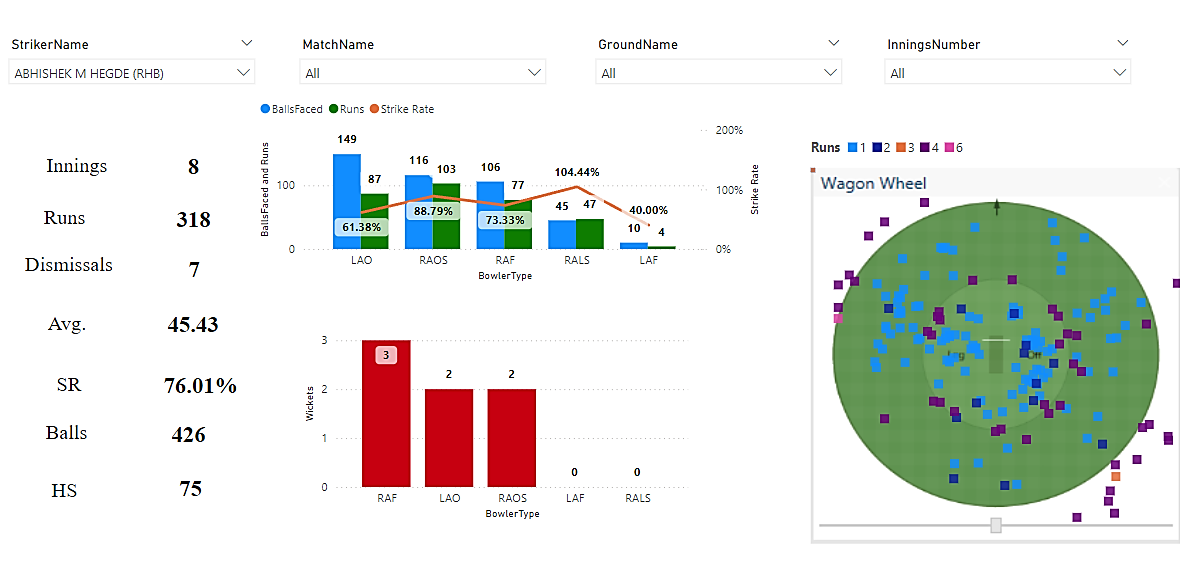 StrikerName
MatchName
GroundName
InningsNumber
ABHISHEK M HEGDE (RHB)
All
All
All
Innings 8
Runs 318
Dismissals 7
Avg. 45.43
SR 76.01%
Balls 426
HS 75
BallsFaced Runs Strike Rate
BallsFaced and Runs
100
0
149
87
61.38%
116
103
88.79%
106
77
73.33%
104.44%
45
47
40.00%
10
4
200%
100%
0%
Strike Rate
LAO RAOS RAF RALS LAF
BowlerType
Wickets
3
2
1
0
3
2
2
0
0
RAF LAO RAOS LAF RALS
BowlerType
Runs 1 2 3 4 6
Wagon Wheel
Leg
Off